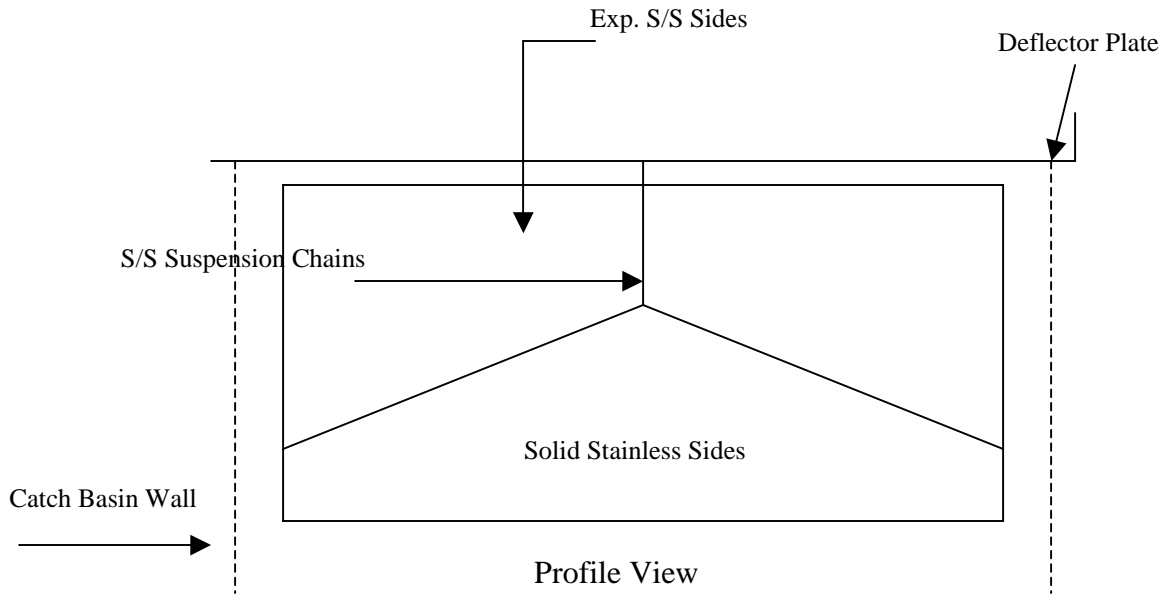 Exp. S/S Sides
Deflector Plate
S/S Suspension Chains
Solid Stainless Sides
Catch Basin Wall
Profile View